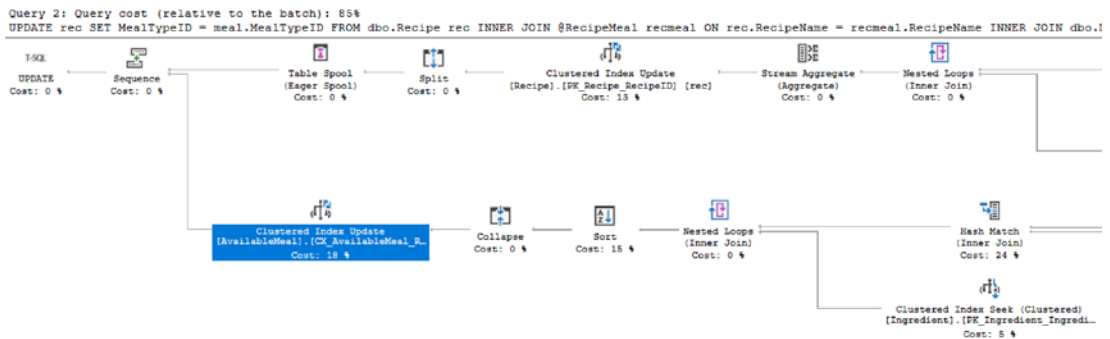 Query 2: Query cost (relative to the batch): 85%
UPDATE rec SET MealTypeID = meal.MealTypeID FROM dbo.Recipe rec INNER JOIN @RecipeMeal recmeal ON rec.RecipeName = recmeal.RecipeName INNER JOIN
T-SQL
UPDATE
Cost: 0 %
Sequence
Cost: 0 %
Table Spool
(Eager Spool)
Cost: 0 %
Split
Cost: 0 %
Clustered Index Update
[Recipe].[PK_Recipe_RecipeID] [rec]
Cost: 13 %
Stream Aggregate
(Aggregate)
Cost: 0 %
Nested Loops
(Inner Join)
Cost: 0 %
Clustered Index Update
[AvailableMeal].[CX_AvailableMeal_R…
Cost: 18 %
Collapse
Cost: 0 %
Sort
Cost: 15 %
Nested Loops
(Inner Join)
Cost: 0 %
Hash Match
(Inner Join)
Cost: 24 %
Clustered Index Seek (Clustered)
[Ingredient].[PK_Ingredient_Ingredi…
Cost: 5 %